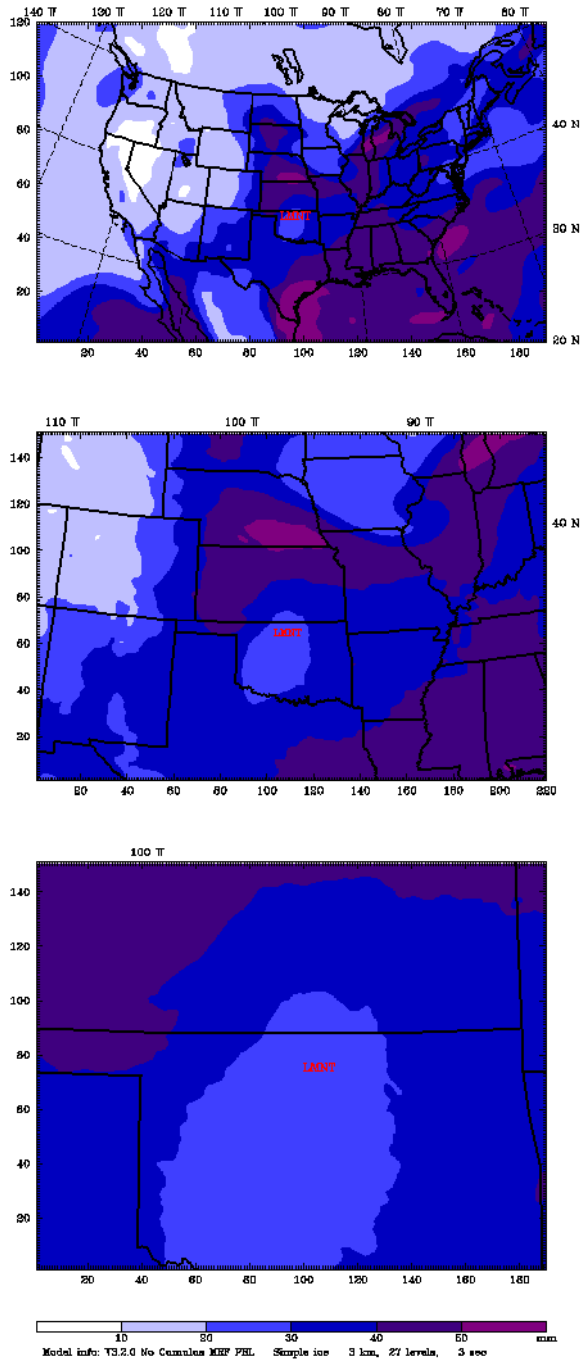 140 W 130 W 120 W 110 W 100 W 90 W 80 W 70 W 60 W
120
100
80
60
40
20
40 N
30 N
20 N
LMNT
20 40 60 80 100 120 140 160 180
110 W 100 W 90 W
140
120
100
80
60
40
20
40 N
LMNT
20 40 60 80 100 120 140 160 180 200 220
100 W
140
120
100
80
60
40
20
LMNT
20 40 60 80 100 120 140 160 180
10 20 30 40 50 mm
Model info: V3.2.0 No Cumulus MRF PBL Simple ice 3 km, 27 levels, 3 sec